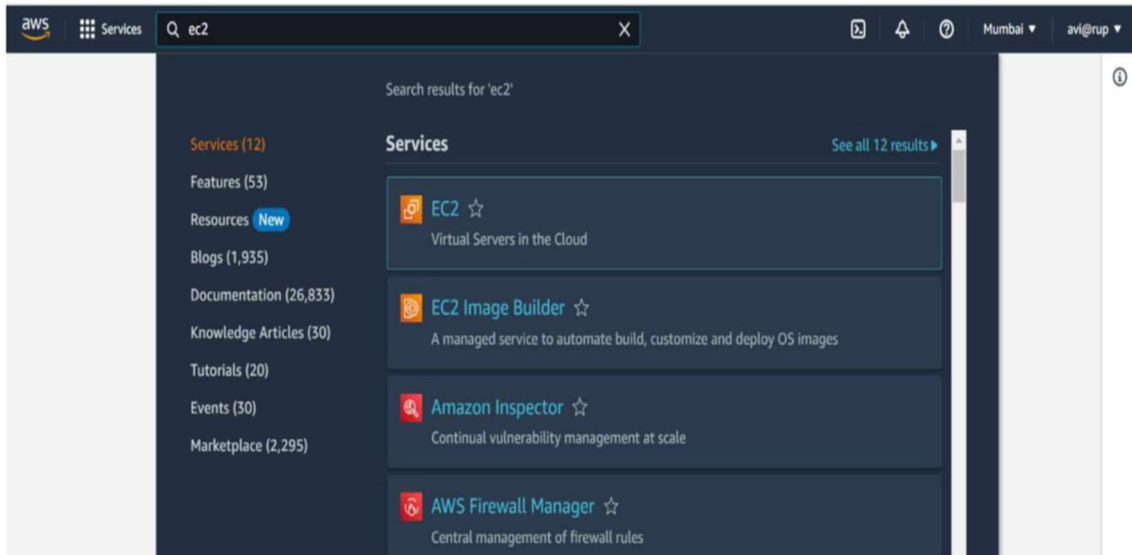 aws Services ec2 X Mumbai ▼ avi@rup ▼
Search results for 'ec2'
Services (12)
Features (53)
Resources New
Blogs (1,935)
Documentation (26,833)
Knowledge Articles (30)
Tutorials (20)
Events (30)
Marketplace (2,295)
Services See all 12 results ▶
EC2
Virtual Servers in the Cloud
EC2 Image Builder
A managed service to automate build, customize and deploy OS images
Amazon Inspector
Continual vulnerability management at scale
AWS Firewall Manager
Central management of firewall rules